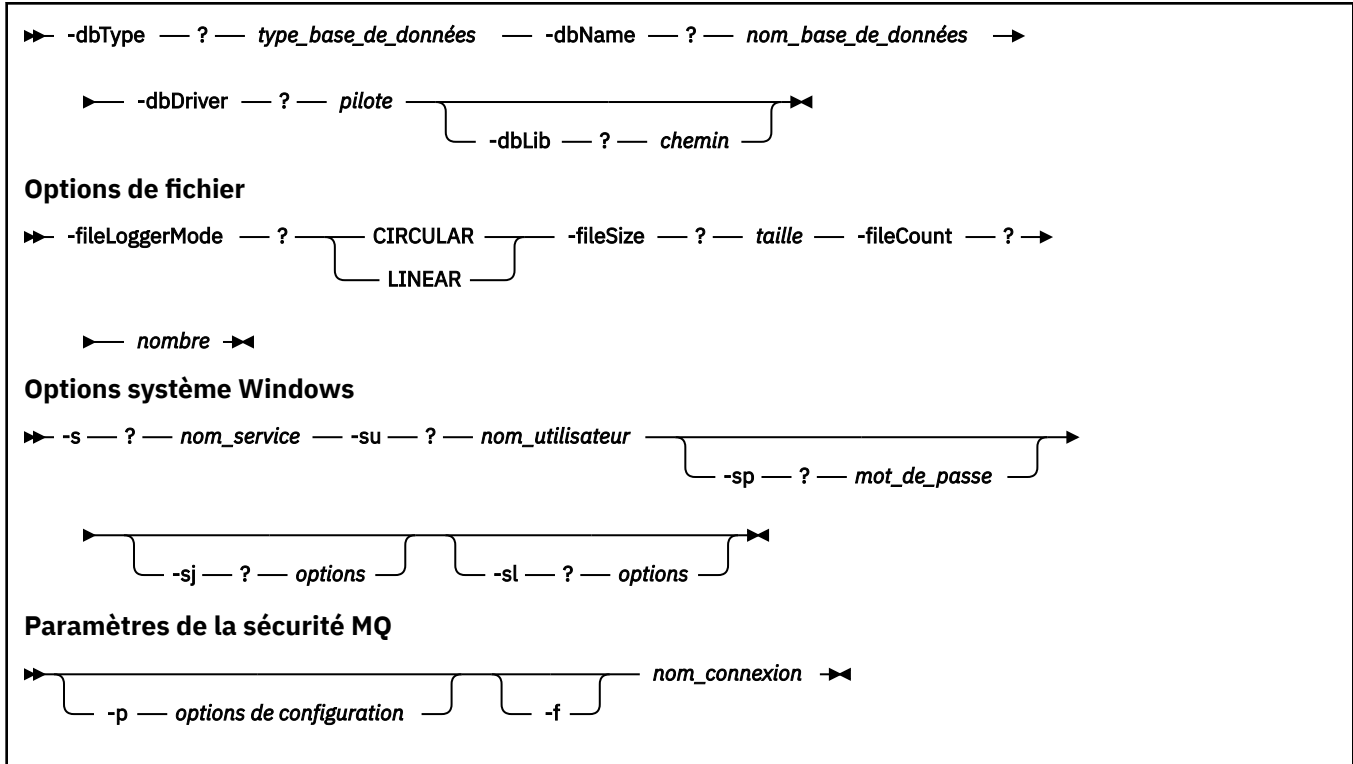 -dbType ? type_base_de_données -dbName ? nom_base_de_données
-dbDriver ? pilote
-dbLib ? chemin
Options de fichier
-fileLoggerMode ? CIRCULAR -fileSize ? taille -fileCount ?
LINEAR
nombre
Options système Windows
-s ? nom_service -su ? nom_utilisateur
-sp ? mot_de_passe
-sj ? options -sl ? options
Paramètres de la sécurité MQ
nom_connexion
-p options de configuration -f